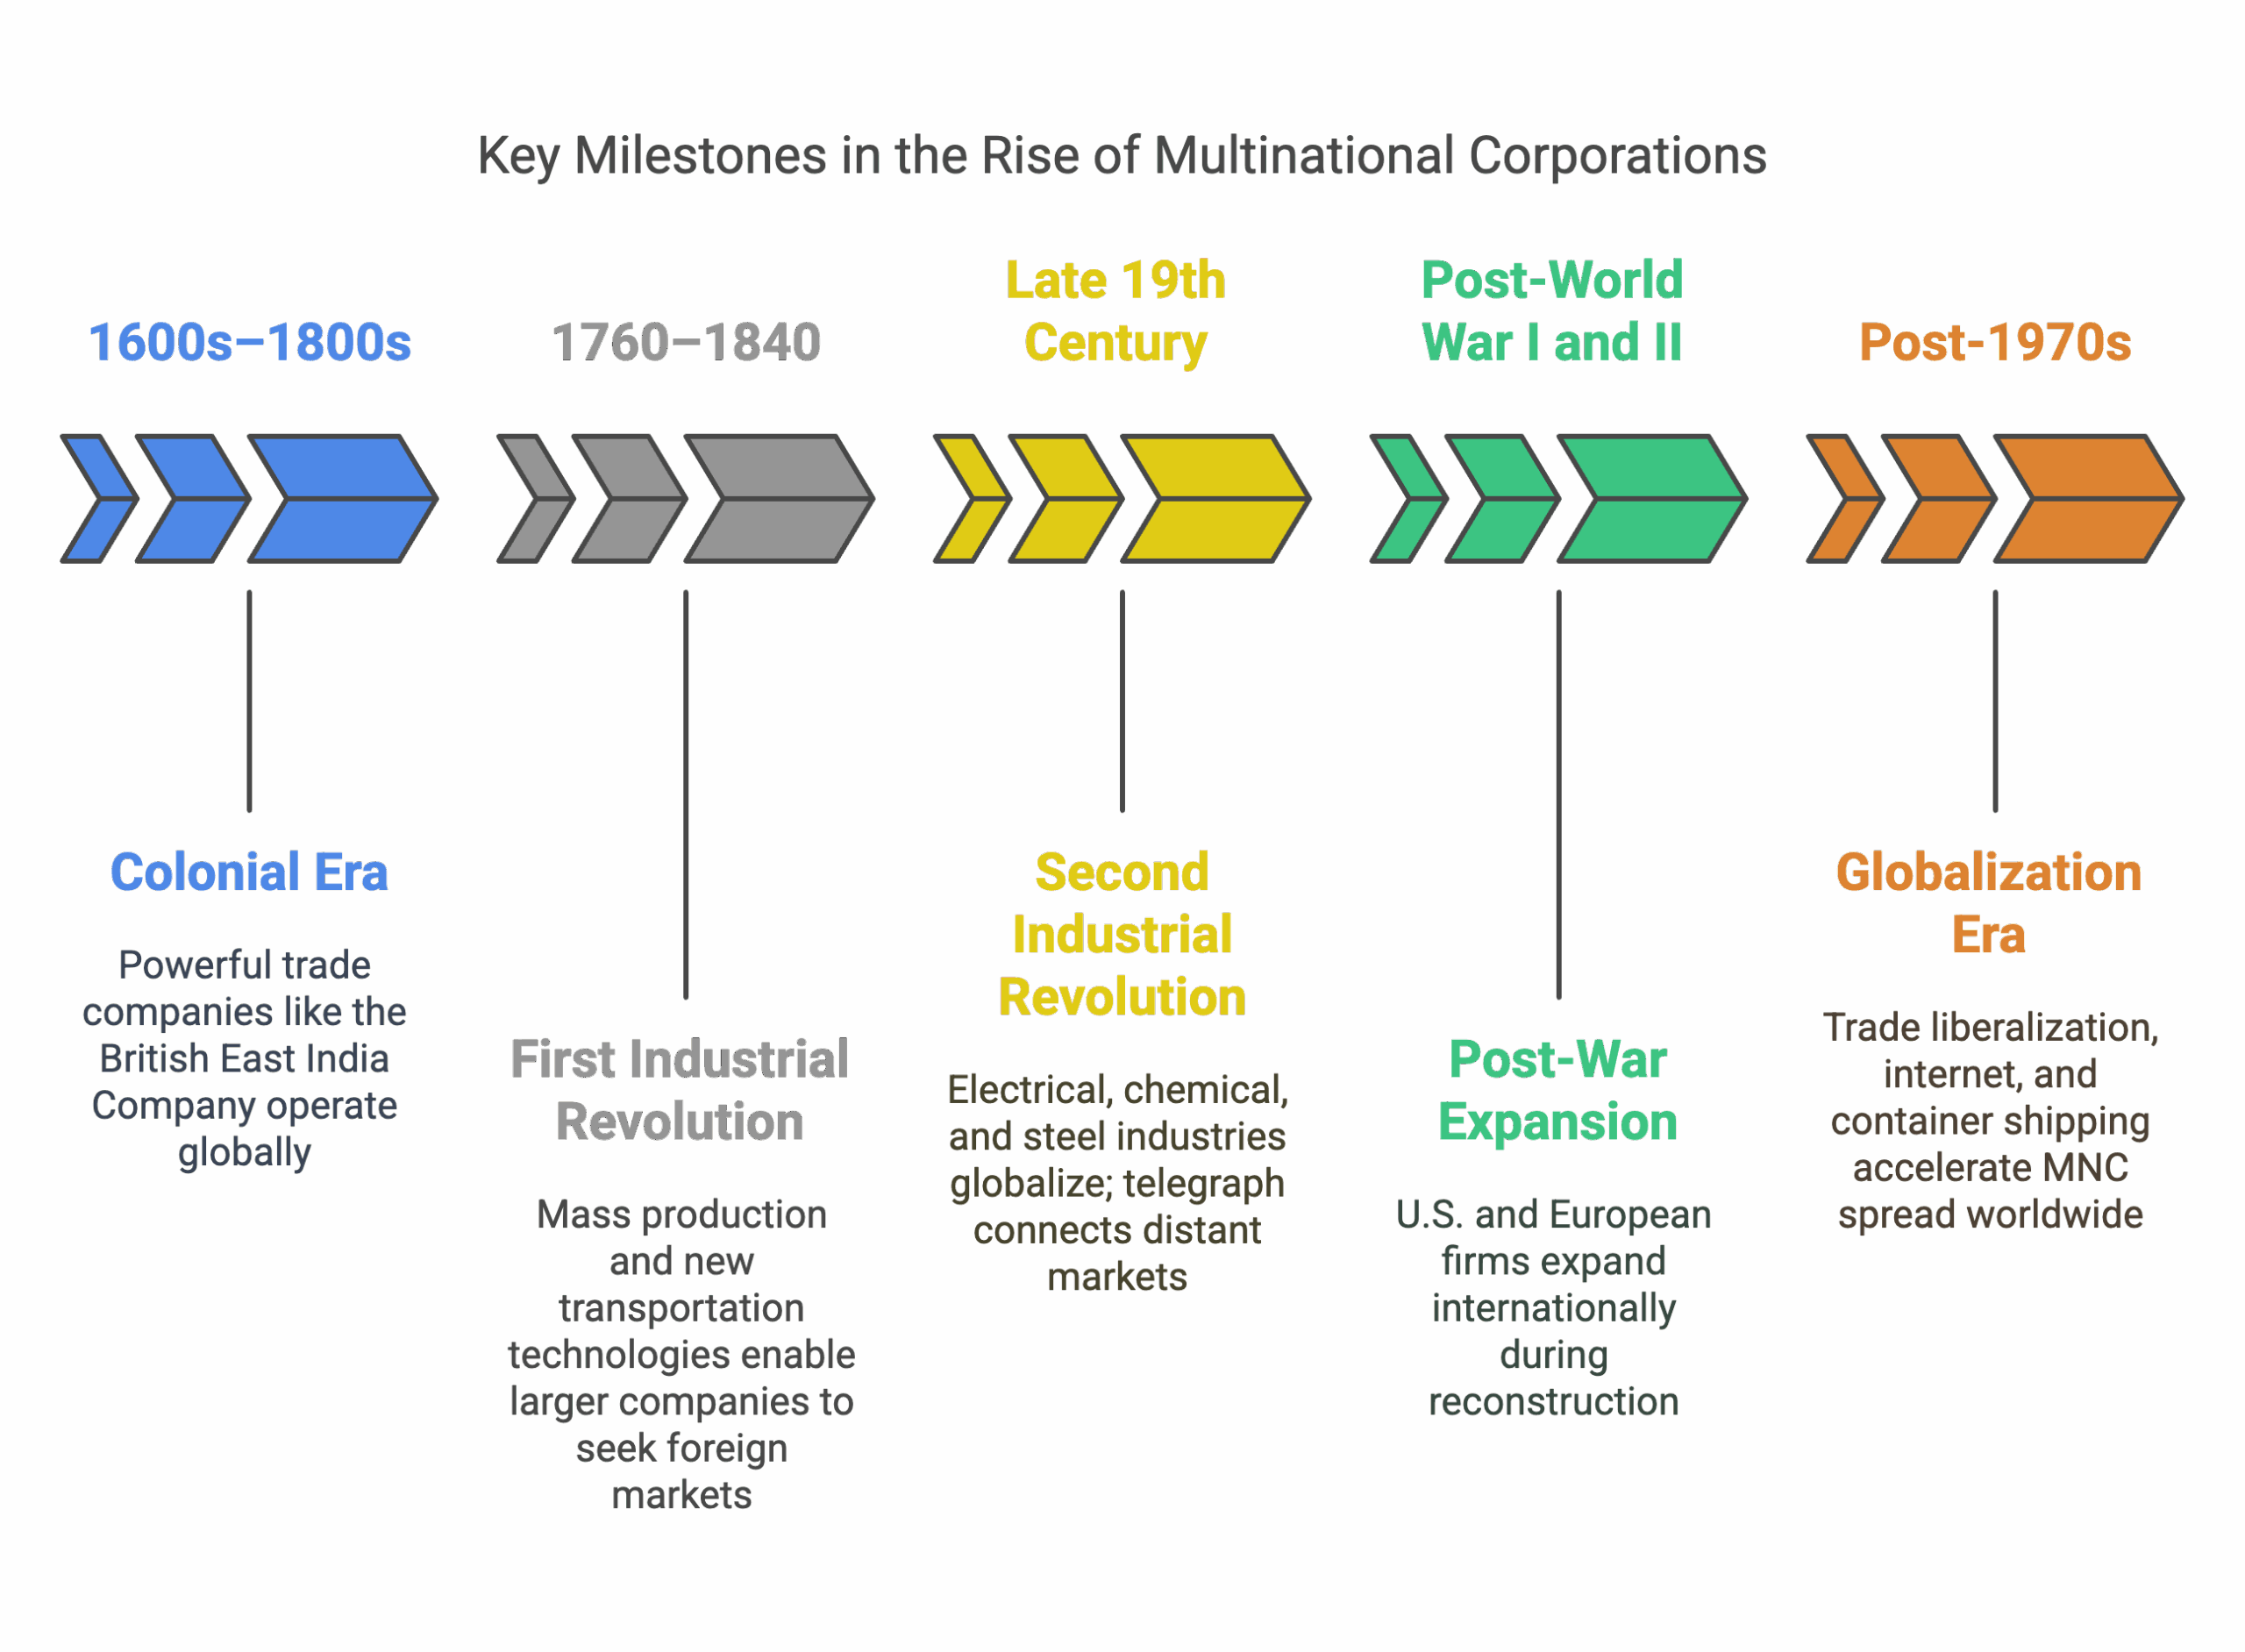 Key Milestones in the Rise of Multinational Corporations
1600s–1800s
Colonial Era
Powerful trade
companies like the
British East India
Company operate
globally
1760–1840
First Industrial
Revolution
Mass production
and new
transportation
technologies enable
larger companies to
seek foreign
markets
Late 19th
Century
Second
Industrial
Revolution
Electrical, chemical,
and steel industries
globalize; telegraph
connects distant
markets
Post-World
War I and II
Post-War
Expansion
U.S. and European
firms expand
internationally
during
reconstruction
Post-1970s
Globalization
Era
Trade liberalization,
internet, and
container shipping
accelerate MNC
spread worldwide